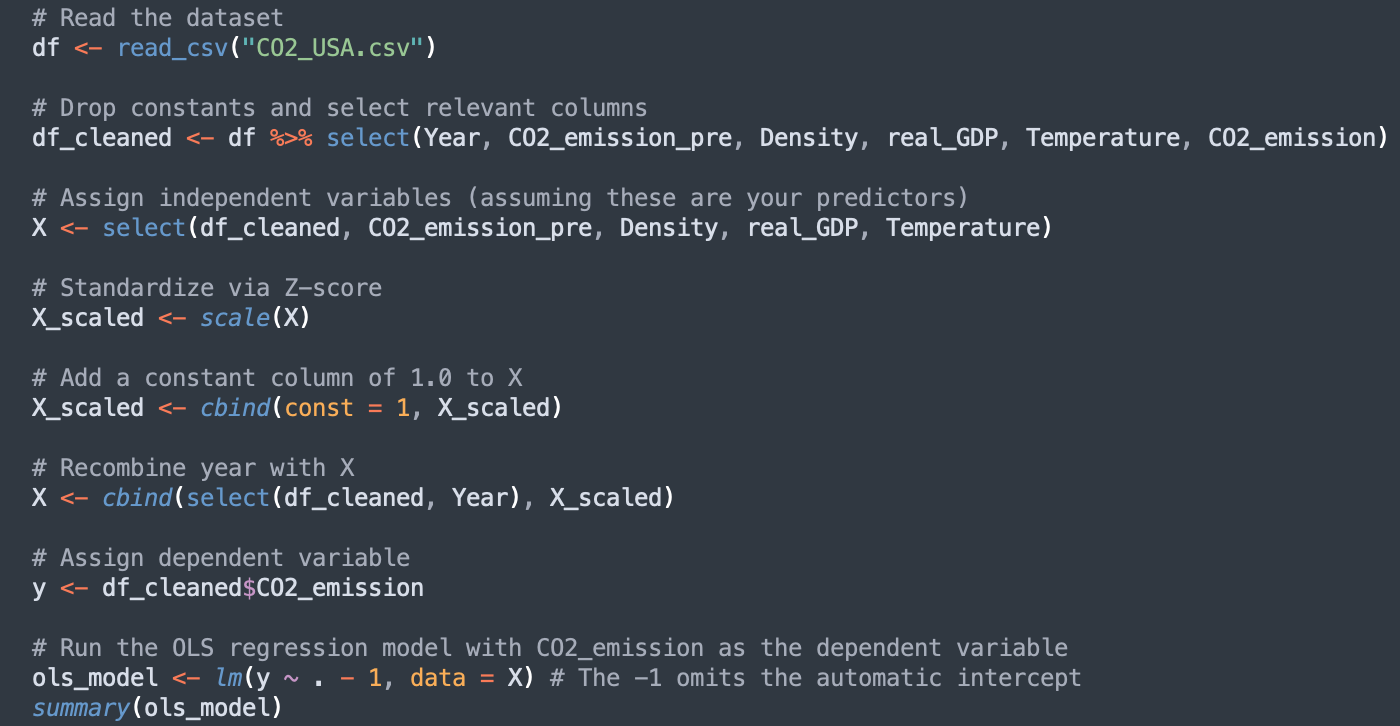 # Read the dataset
df <- read_csv("CO2_USA.csv")
# Drop constants and select relevant columns
df_cleaned <- df %>% select(Year, CO2_emission_pre, Density, real_GDP, Temperature, CO2_emission)
# Assign independent variables (assuming these are your predictors)
X <- select(df_cleaned, CO2_emission_pre, Density, real_GDP, Temperature)
# Standardize via Z-score
X_scaled <- scale(X)
# Add a constant column of 1.0 to X
X_scaled <- cbind(const = 1, X_scaled)
# Recombine year with X
X <- cbind(select(df_cleaned, Year), X_scaled)
# Assign dependent variable
y <- df_cleaned$CO2_emission
# Run the OLS regression model with CO2_emission as the dependent variable
ols_model <- lm(y ~ . - 1, data = X) # The -1 omits the automatic intercept
summary(ols_model)